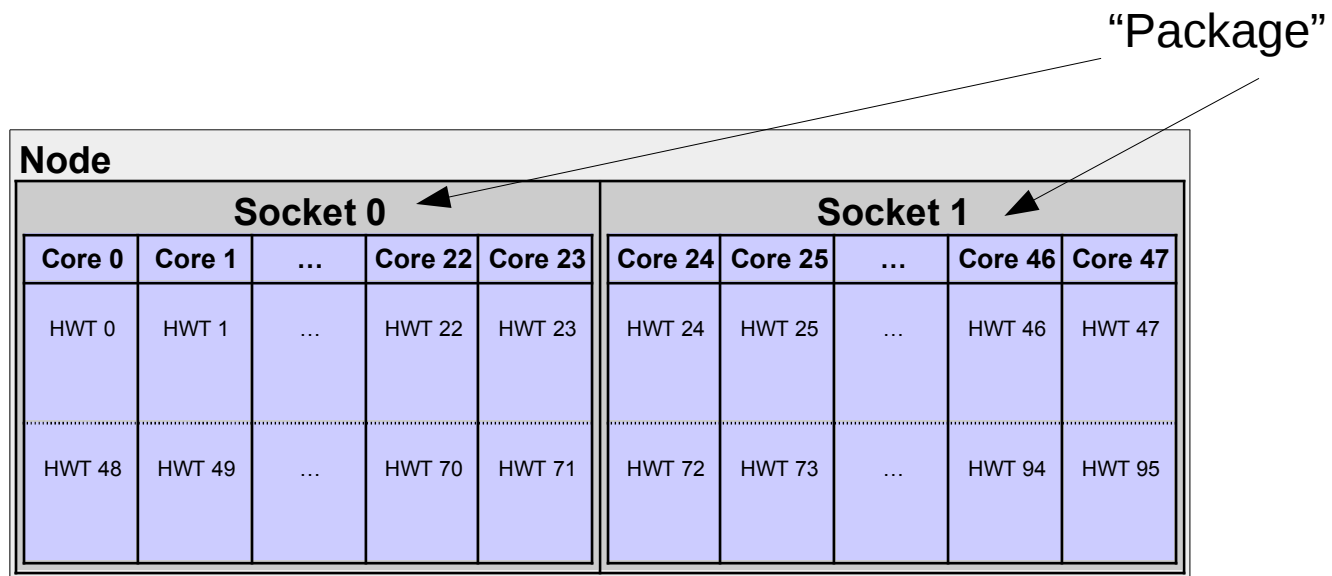 “Package”
Node
Socket 0 Socket 1
Core 0 Core 1 … Core 22 Core 23 Core 24 Core 25 … Core 46 Core 47
HWT 0 HWT 1 … HWT 22 HWT 23 HWT 24 HWT 25 … HWT 46 HWT 47
HWT 48 HWT 49 … HWT 70 HWT 71 HWT 72 HWT 73 … HWT 94 HWT 95